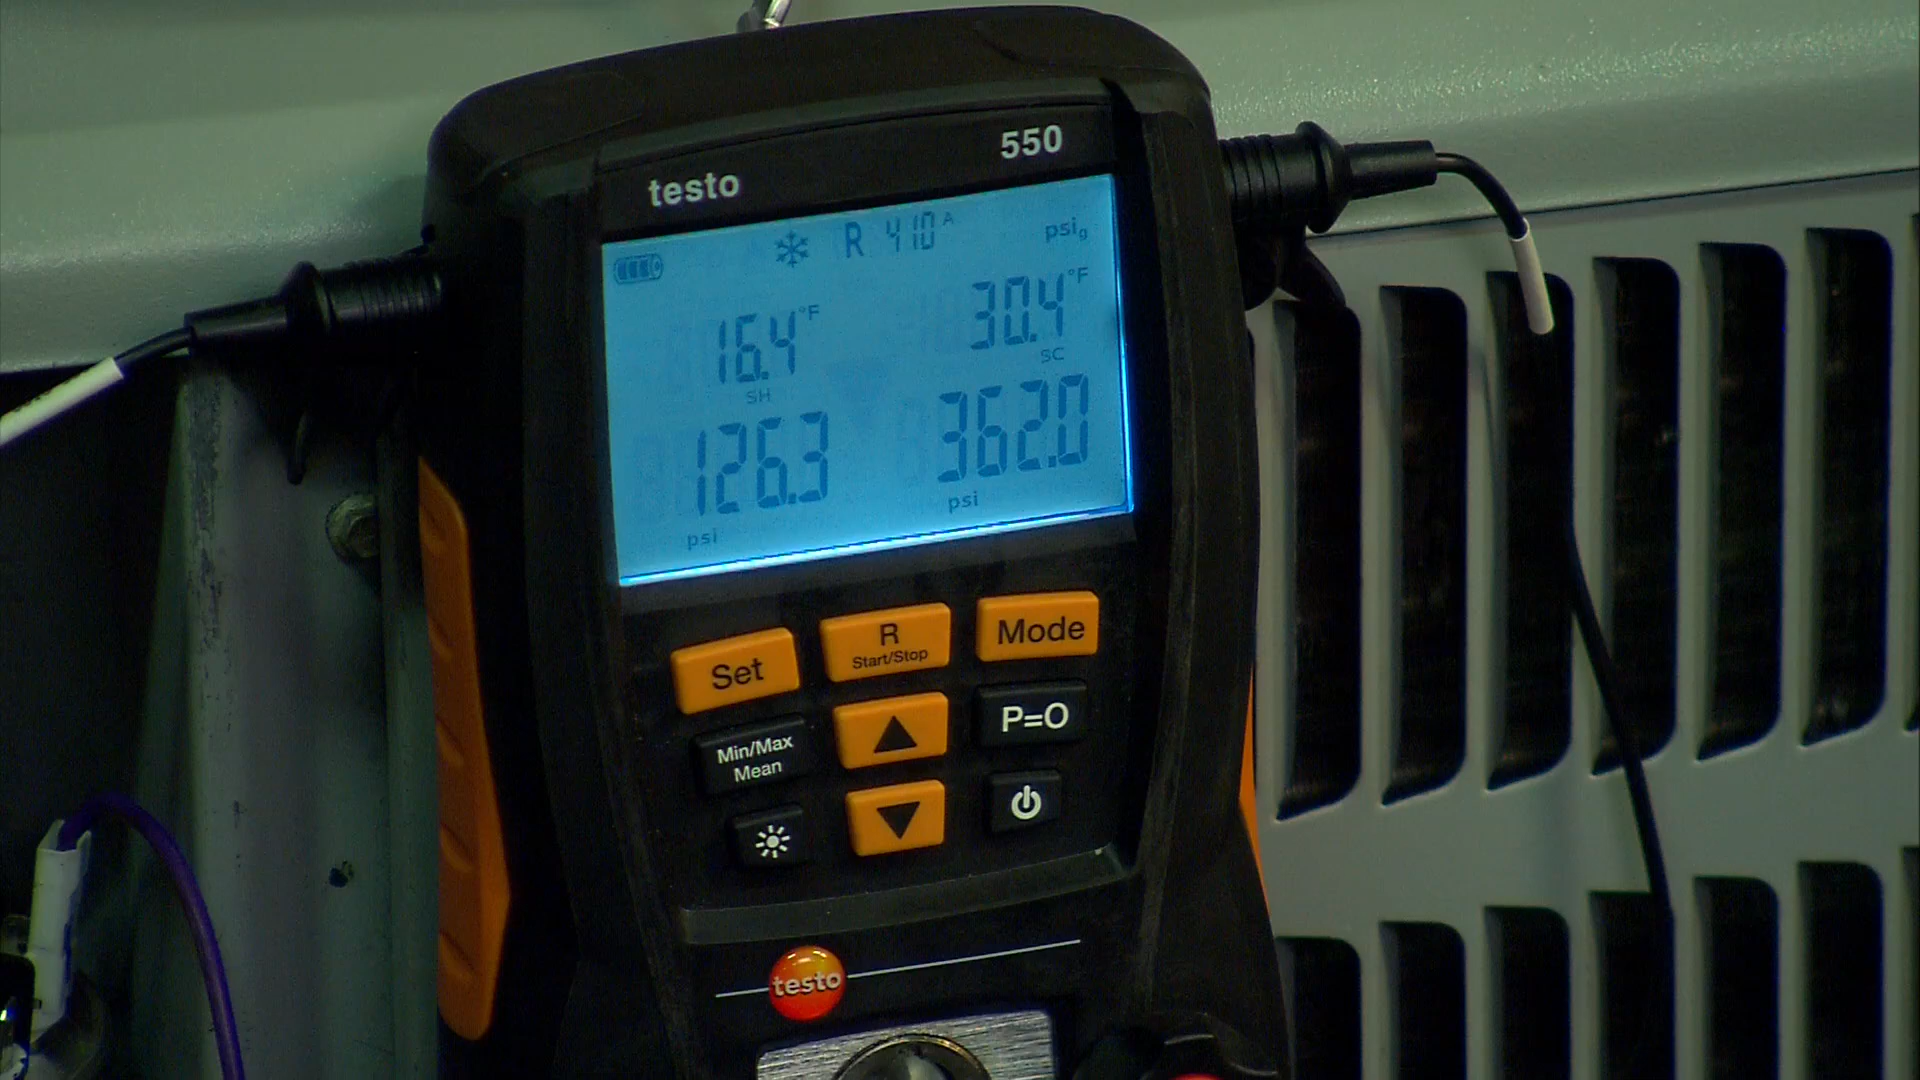 550
testo
R 410A
psig
16.4 °F
30.4 °F
SH
SC
126.3
362.0
psi
psi
Set
R
Start/Stop
Mode
Min/Max
Mean
P=O
testo